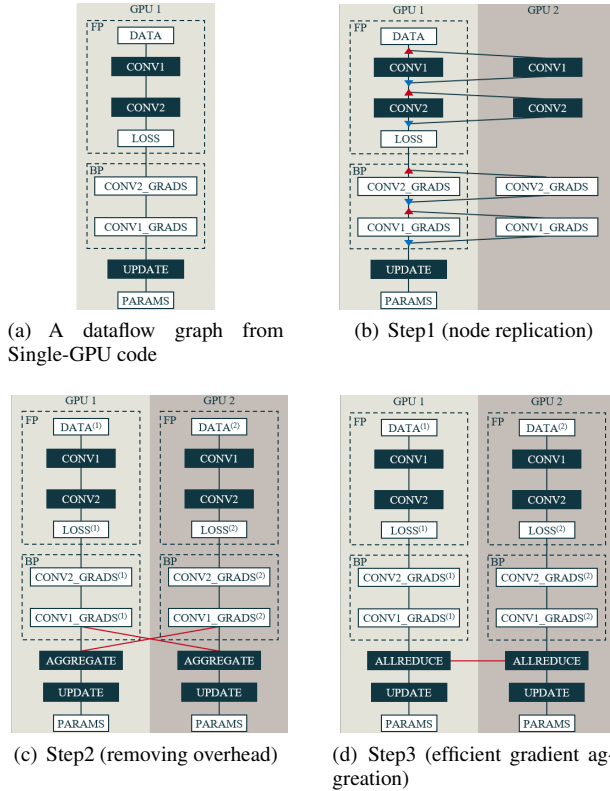 GPU 1
FP
DATA
CONV1
CONV2
LOSS
BP
CONV2_GRADS
CONV1_GRADS
UPDATE
PARAMS
(a) A dataflow graph from
Single-GPU code
GPU 1 GPU 2
FP
DATA
CONV1 CONV1
CONV2 CONV2
LOSS
BP
CONV2_GRADS CONV2_GRADS
CONV1_GRADS CONV1_GRADS
UPDATE
PARAMS
(b) Step1 (node replication)
GPU 1 GPU 2
FP FP
DATA(1) DATA(2)
CONV1 CONV1
CONV2 CONV2
LOSS(1) LOSS(2)
BP BP
CONV2_GRADS(1) CONV2_GRADS(2)
CONV1_GRADS(1) CONV1_GRADS(2)
AGGREGATE AGGREGATE
UPDATE UPDATE
PARAMS PARAMS
(c) Step2 (removing overhead)
GPU 1 GPU 2
FP FP
DATA(1) DATA(2)
CONV1 CONV1
CONV2 CONV2
LOSS(1) LOSS(2)
BP BP
CONV2_GRADS(1) CONV2_GRADS(2)
CONV1_GRADS(1) CONV1_GRADS(2)
ALLREDUCE ALLREDUCE
UPDATE UPDATE
PARAMS PARAMS
(d) Step3 (efficient gradient ag-
greation)